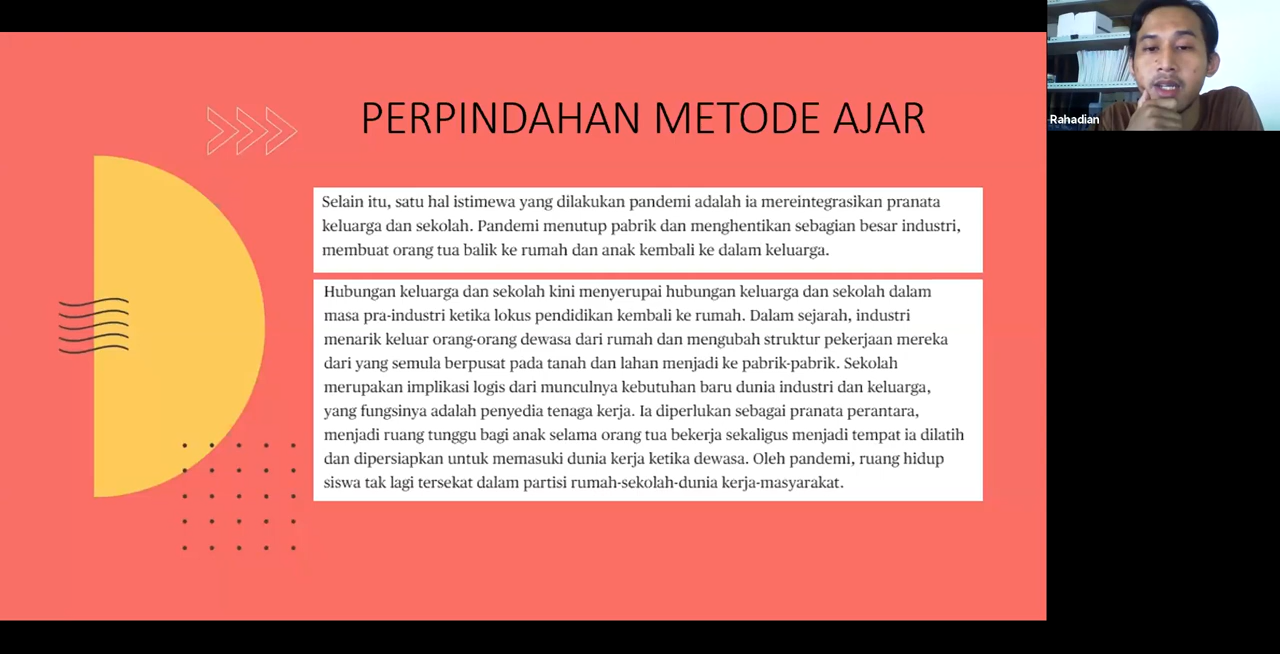 PERPINDAHAN METODE AJAR
Selain itu, satu hal istimewa yang dilakukan pandemi adalah ia mereintegrasikan pranata
keluarga dan sekolah. Pandemi menutup pabrik dan menghentikan sebagian besar industri,
membuat orang tua balik ke rumah dan anak kembali ke dalam keluarga.
Hubungan keluarga dan sekolah kini menyerupai hubungan keluarga dan sekolah dalam
masa pra-industri ketika lokus pendidikan kembali ke rumah. Dalam sejarah, industri
menarik keluar orang-orang dewasa dari rumah dan mengubah struktur pekerjaan mereka
dari yang semula berpusat pada tanah dan lahan menjadi ke pabrik-pabrik. Sekolah
merupakan implikasi logis dari munculnya kebutuhan baru dunia industri dan keluarga,
yang fungsinya adalah penyedia tenaga kerja. Ia diperlukan sebagai pranata perantara,
menjadi ruang tunggu bagi anak selama orang tua bekerja sekaligus menjadi tempat ia dilatih
dan dipersiapkan untuk memasuki dunia kerja ketika dewasa. Oleh pandemi, ruang hidup
siswa tak lagi tersekat dalam partisi rumah-sekolah-dunia kerja-masyarakat.
Rahadian